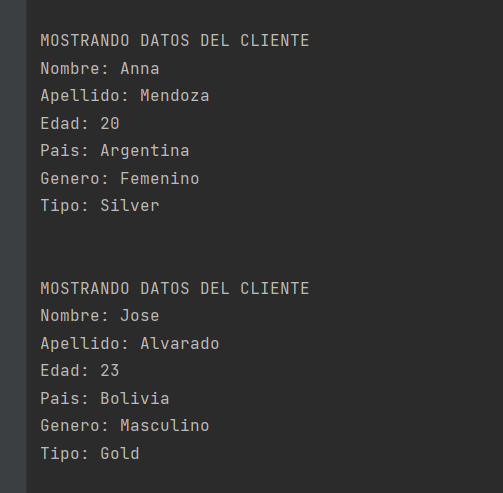 MOSTRANDO DATOS DEL CLIENTE
Nombre: Anna
Apellido: Mendoza
Edad: 20
Pais: Argentina
Genero: Femenino
Tipo: Silver
MOSTRANDO DATOS DEL CLIENTE
Nombre: Jose
Apellido: Alvarado
Edad: 23
Pais: Bolivia
Genero: Masculino
Tipo: Gold